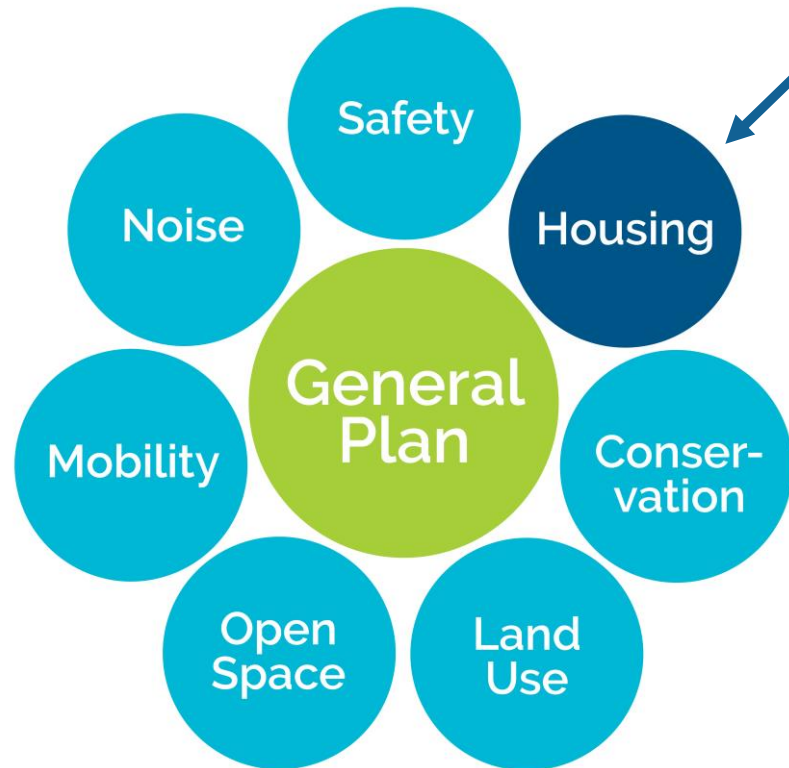 Safety
Noise
Housing
General
Plan
Mobility
Conser-
vation
Open
Space
Land
Use